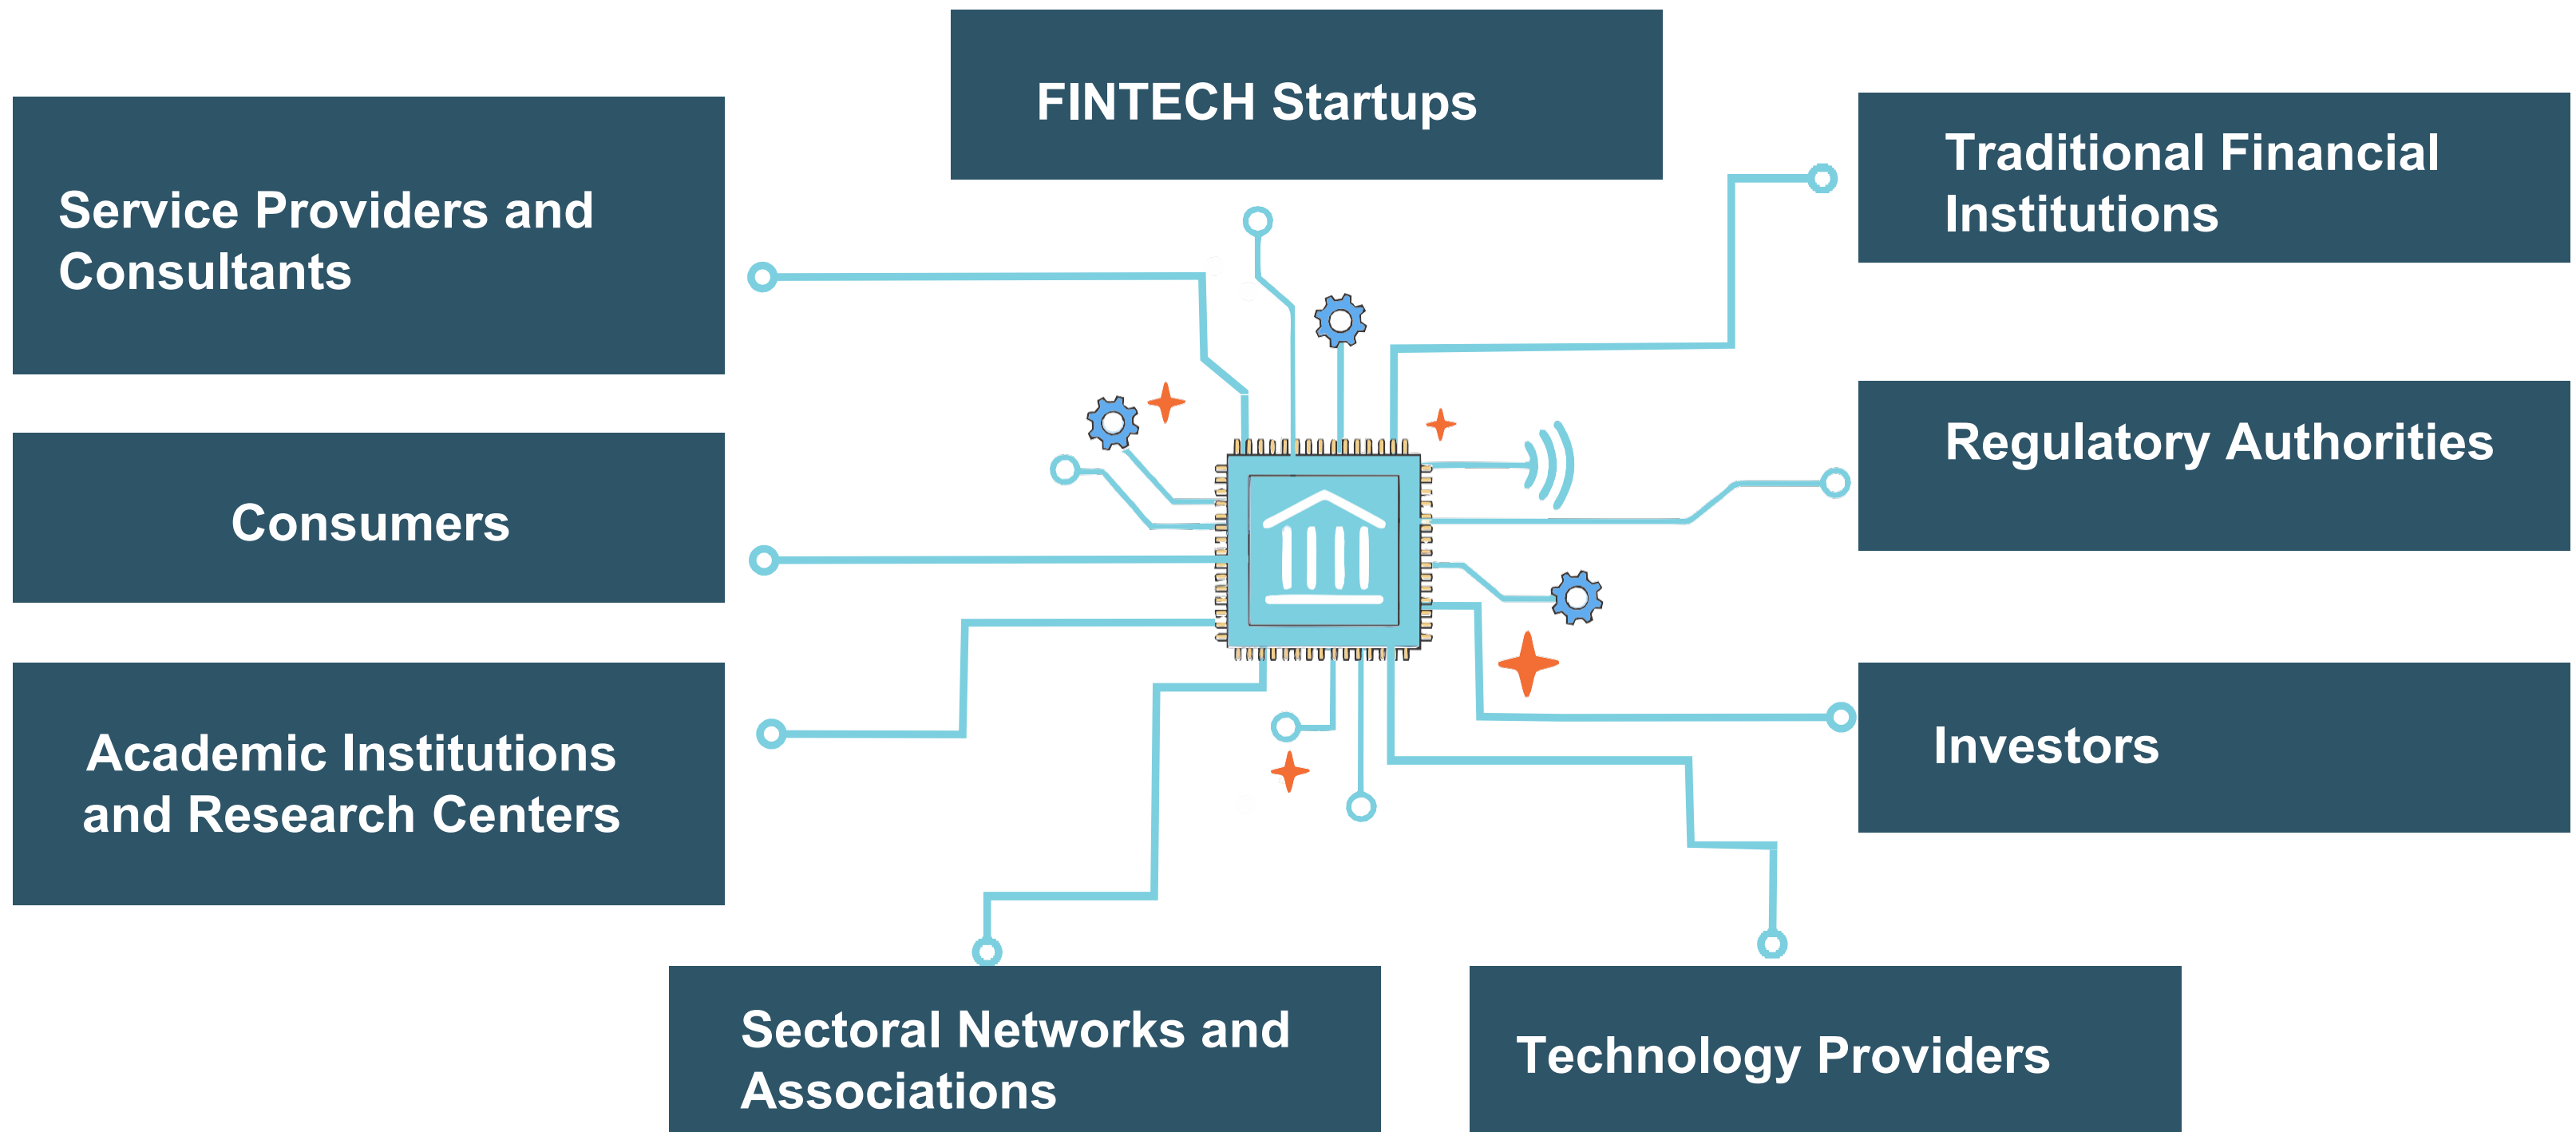 FINTECH Startups
Service Providers and
Consultants
Traditional Financial
Institutions
Consumers
Regulatory Authorities
Academic Institutions
and Research Centers
Investors
Sectoral Networks and
Associations
Technology Providers